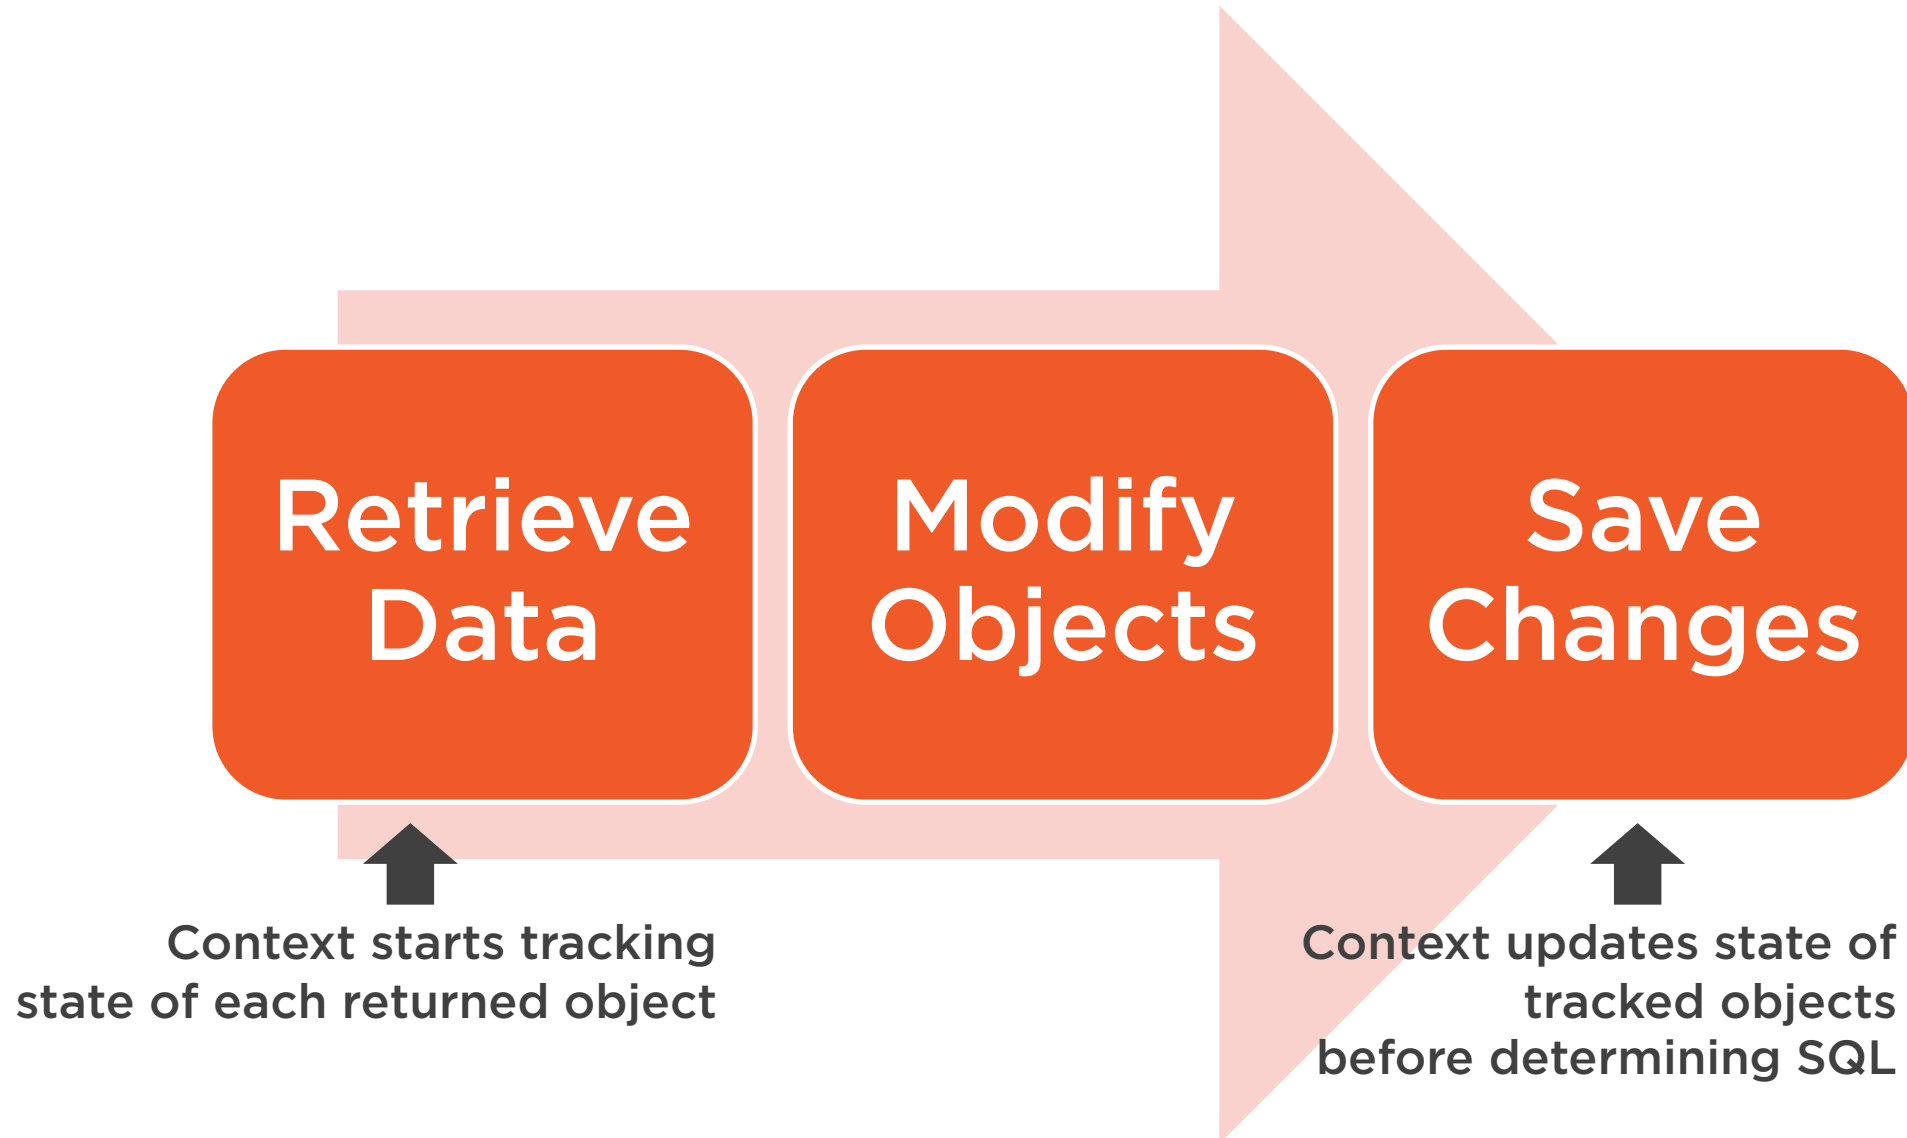 Retrieve
Data
Modify
Objects
Save
Changes
Context starts tracking
state of each returned object
Context updates state of
tracked objects
before determining SQL